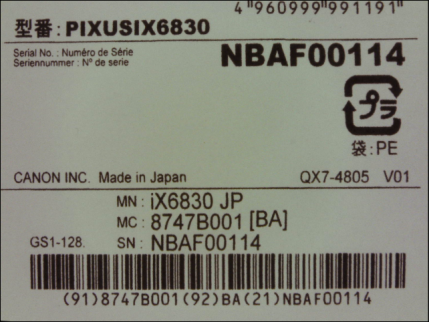 4"960999"991191"
型番:PIXUSIX6830
Serial No.: Numéro de Série
Seriennummer: Nº de serie
NBAF00114
プラ
袋:PE
CANON INC. Made in Japan
QX7-4805 V01
MN: iX6830 JP
MC: 8747B001 [BA]
GS1-128. SN: NBAF00114
(91)8747B001(92)BA(21)NBAF00114